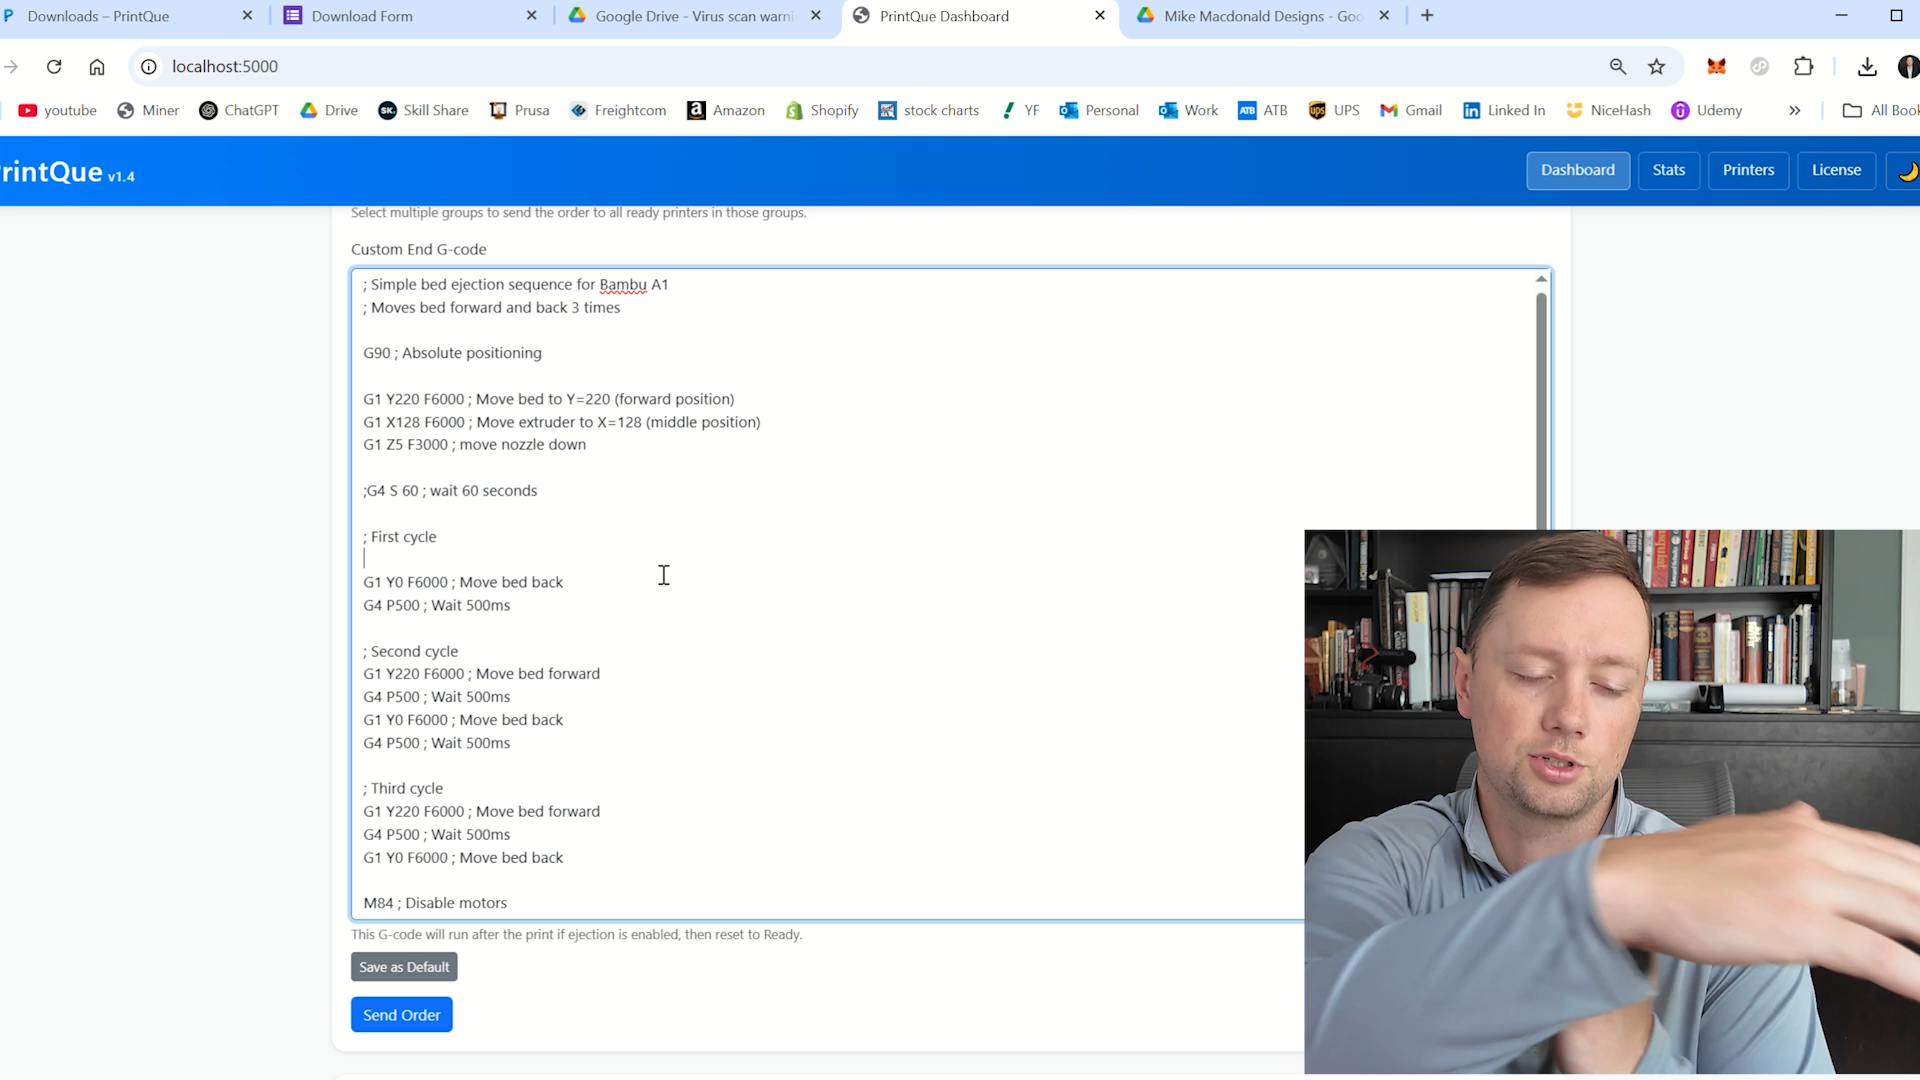 Downloads – PrintQue
Download Form
Google Drive - Virus scan warni
PrintQue Dashboard
Mike Macdonald Designs - Goo
localhost:5000
youtube
Miner
ChatGPT
Drive
SK.
Skill Share
Prusa
Freightcom
Amazon
Shopify
stock charts
YF
Personal
Work
ATB
ATB
UPS
Gmail
Linked In
NiceHash
Udemy
All Book
rintQue v1.4
Dashboard
Stats
Printers
License
Select multiple groups to send the order to all ready printers in those groups.
Custom End G-code
; Simple bed ejection sequence for Bambu A1
; Moves bed forward and back 3 times
G90 ; Absolute positioning
G1 Y220 F6000 ; Move bed to Y=220 (forward position)
G1 X128 F6000 ; Move extruder to X=128 (middle position)
G1 Z5 F3000 ; move nozzle down
;G4 S 60 ; wait 60 seconds
; First cycle
G1 Y0 F6000 ; Move bed back
G4 P500 ; Wait 500ms
; Second cycle
G1 Y220 F6000 ; Move bed forward
G4 P500 ; Wait 500ms
G1 Y0 F6000 ; Move bed back
G4 P500 ; Wait 500ms
; Third cycle
G1 Y220 F6000 ; Move bed forward
G4 P500 ; Wait 500ms
G1 Y0 F6000 ; Move bed back
M84 ; Disable motors
This G-code will run after the print if ejection is enabled, then reset to Ready.
Save as Default
Send Order